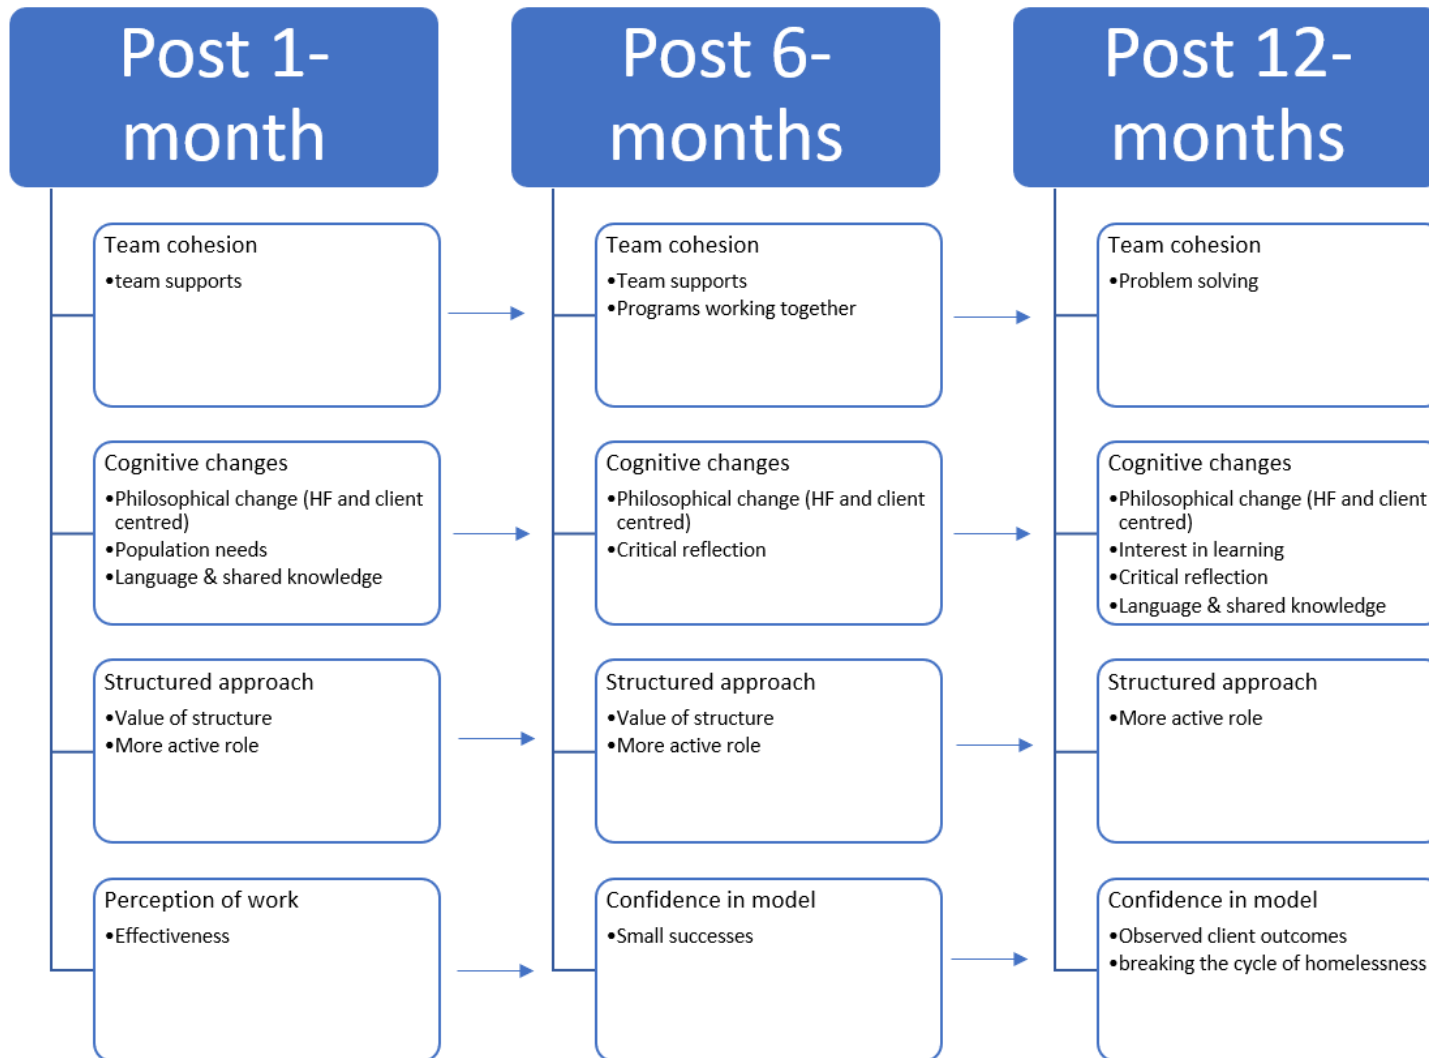 Post 1-
month
Team cohesion
•team supports
Cognitive changes
•Philosophical change (HF and client
centred)
•Population needs
•Language & shared knowledge
Structured approach
•Value of structure
•More active role
Perception of work
•Effectiveness
Post 6-
months
Team cohesion
•Team supports
•Programs working together
Cognitive changes
•Philosophical change (HF and client
centred)
•Critical reflection
Structured approach
•Value of structure
•More active role
Confidence in model
•Small successes
Post 12-
months
Team cohesion
•Problem solving
Cognitive changes
•Philosophical change (HF and client
centred)
•Interest in learning
•Critical reflection
•Language & shared knowledge
Structured approach
•More active role
Confidence in model
•Observed client outcomes
•breaking the cycle of homelessness